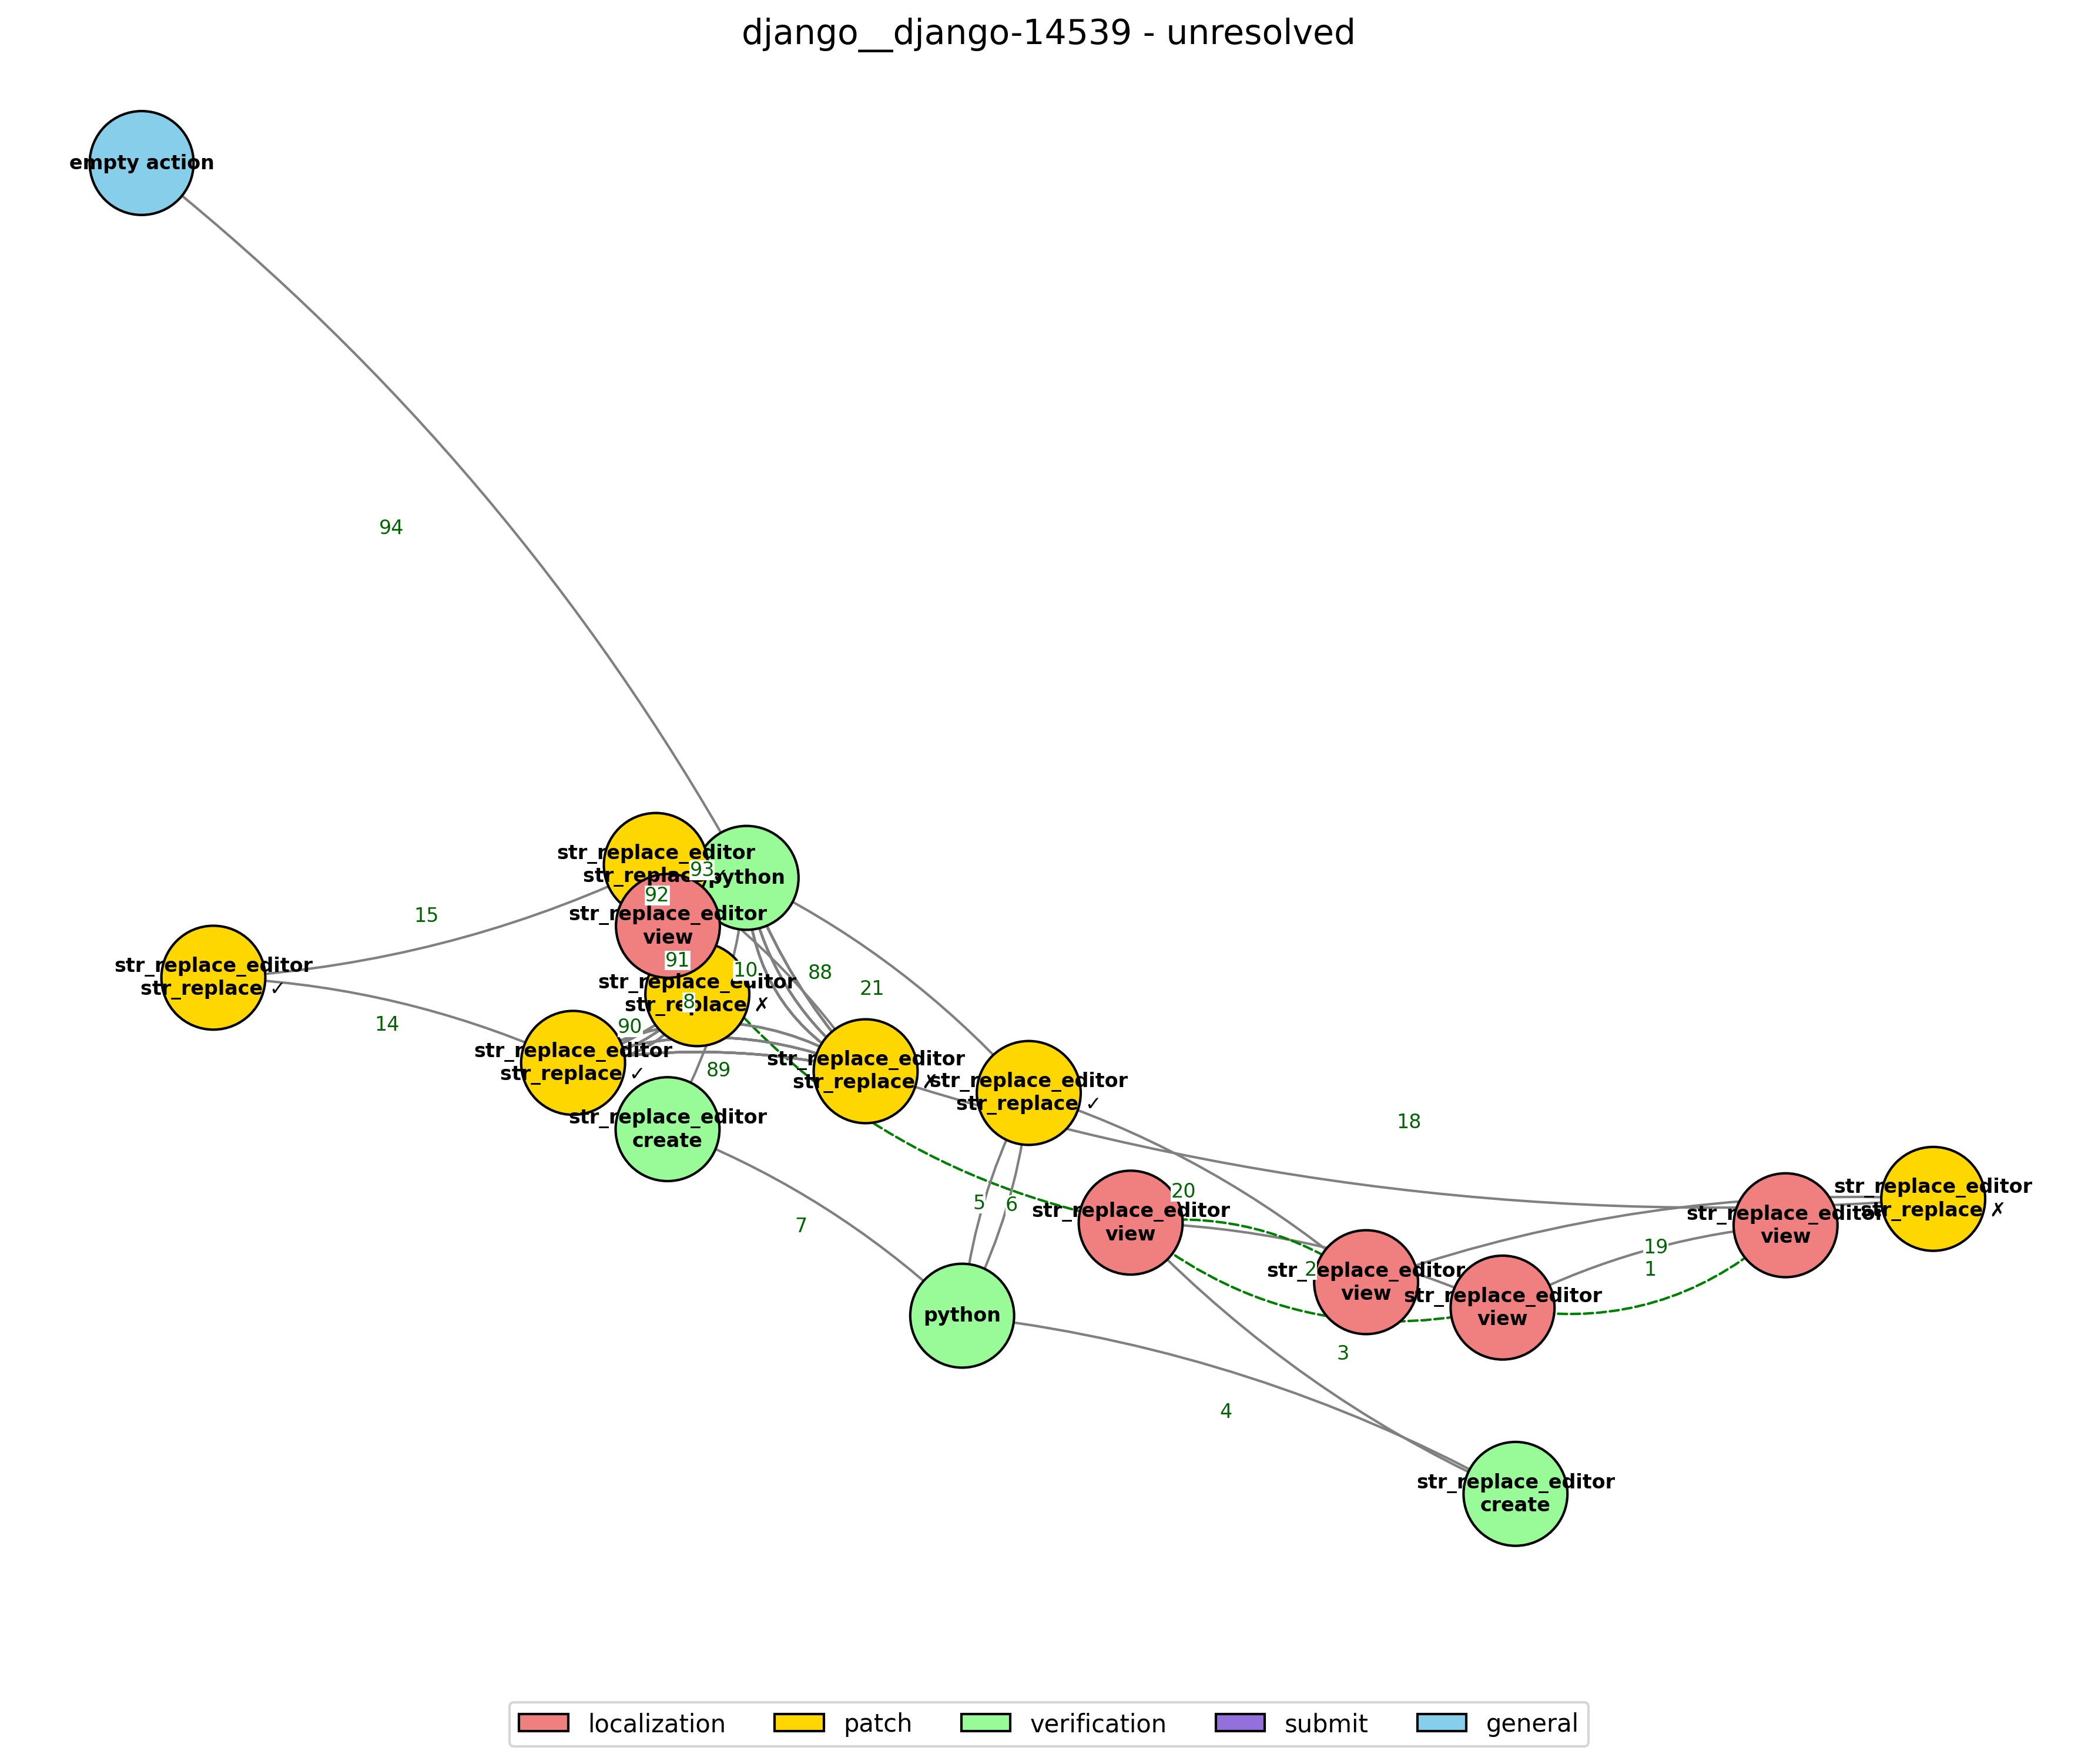 django__django-14539 - unresolved
empty action
94
str_replace_editor
str_replace ✓
93
python
92
str_replace_editor
view
15
str_replace_editor
str_replace ✓
91
10
88
21
str_replace_editor
str_replace ✗
8
14
90
str_replace_editor
str_replace ✓
89
str_replace_editor
str_replace ✗
str_replace_editor
str_replace ✓
str_replace_editor
create
18
20
5
6
str_replace_editor
view
str_replace_editor
view
str_replace_editor
str_replace ✗
7
19
1
2
str_replace_editor
view
str_replace_editor
view
python
3
4
str_replace_editor
create
localization
patch
verification
submit
general